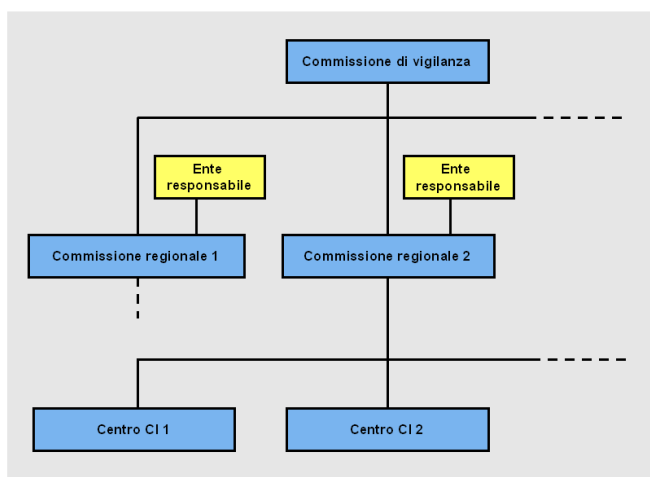 Commissione di vigilanza
Ente
responsabile
Ente
responsabile
Commissione regionale 1
Commissione regionale 2
Centro CI 1
Centro CI 2